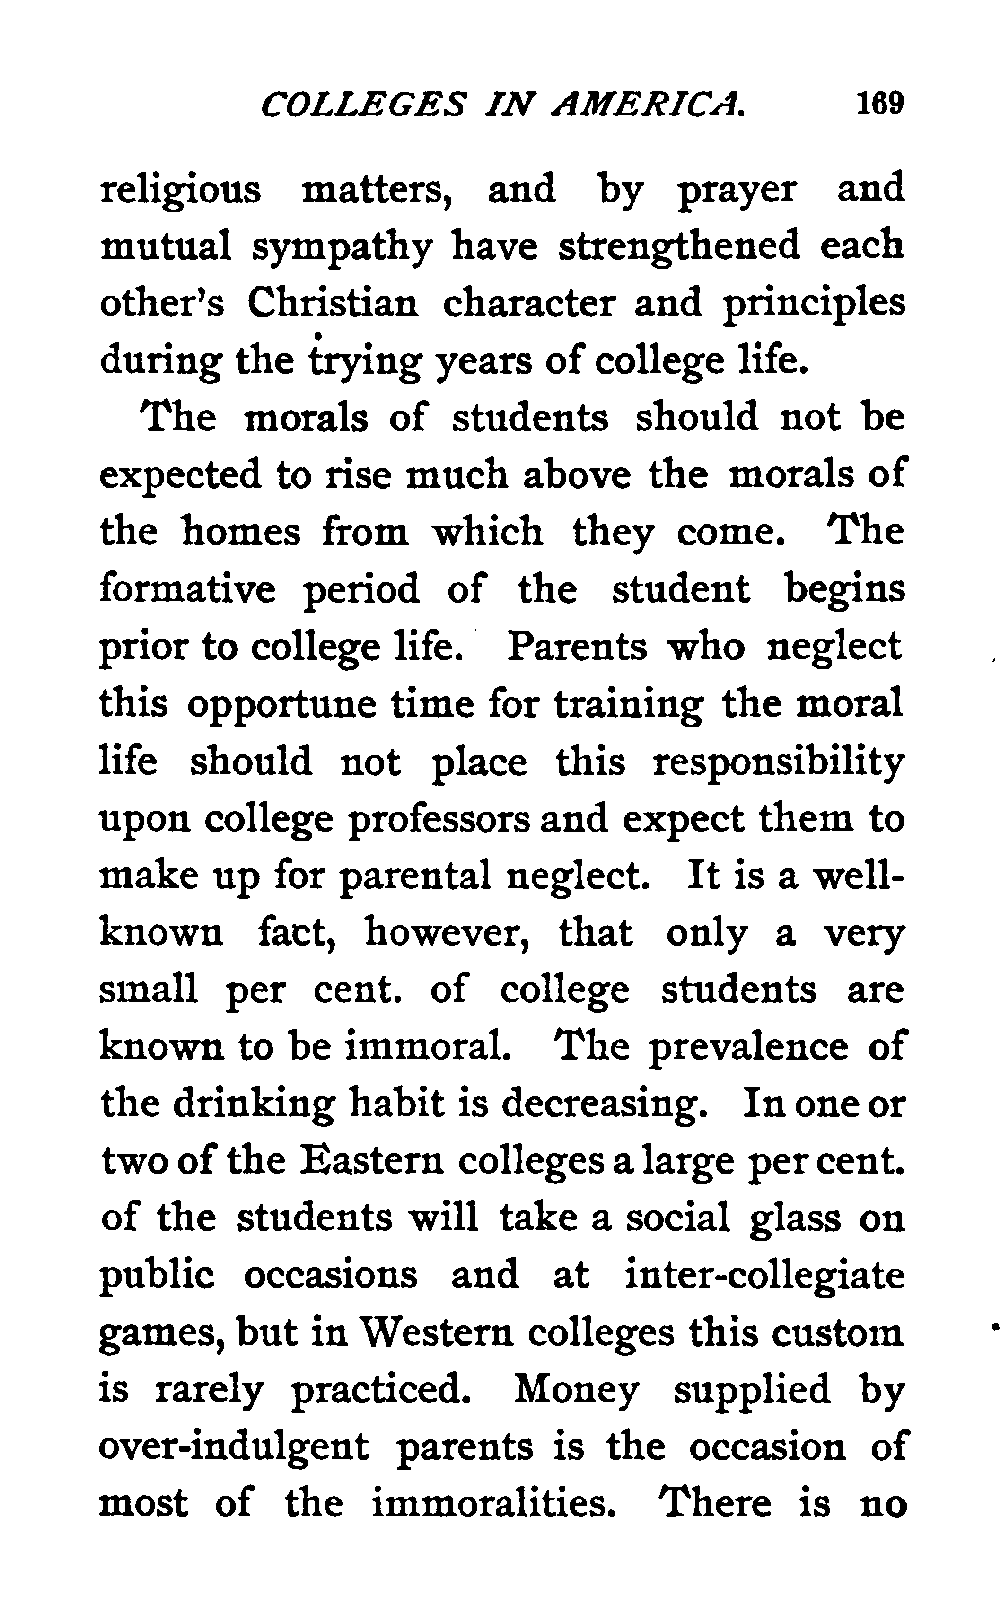 COLLEGES IN AMERICA. 169
religious matters, and by prayer and
mutual sympathy have strengthened each
other's Christian character and principles
during the trying years of college life.
The morals of students should not be
expected to rise much above the morals of
the homes from which they come. The
formative period of the student begins
prior to college life. Parents who neglect
this opportune time for training the moral
life should not place this responsibility
upon college professors and expect them to
make up for parental neglect. It is a well-
known fact, however, that only a very
small per cent. of college students are
known to be immoral. The prevalence of
the drinking habit is decreasing. In one or
two of the Eastern colleges a large per cent.
of the students will take a social glass on
public occasions and at inter-collegiate
games, but in Western colleges this custom
is rarely practiced. Money supplied by
over-indulgent parents is the occasion of
most of the immoralities. There is no